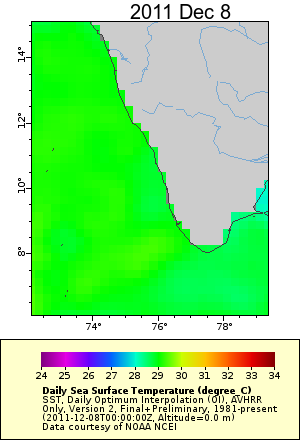 2011 Dec 8
14°
12°
10°
8°
74°
76°
78°
24 25 26 27 28 29 30 31 32 33 34
Daily Sea Surface Temperature (degree_C)
SST, Daily Optimum Interpolation (OI), AVHRR
Only, Version 2, Final+Preliminary, 1981-present
(2011-12-08T00:00:00Z, Altitude=0.0 m)
Data courtesy of NOAA NCEI